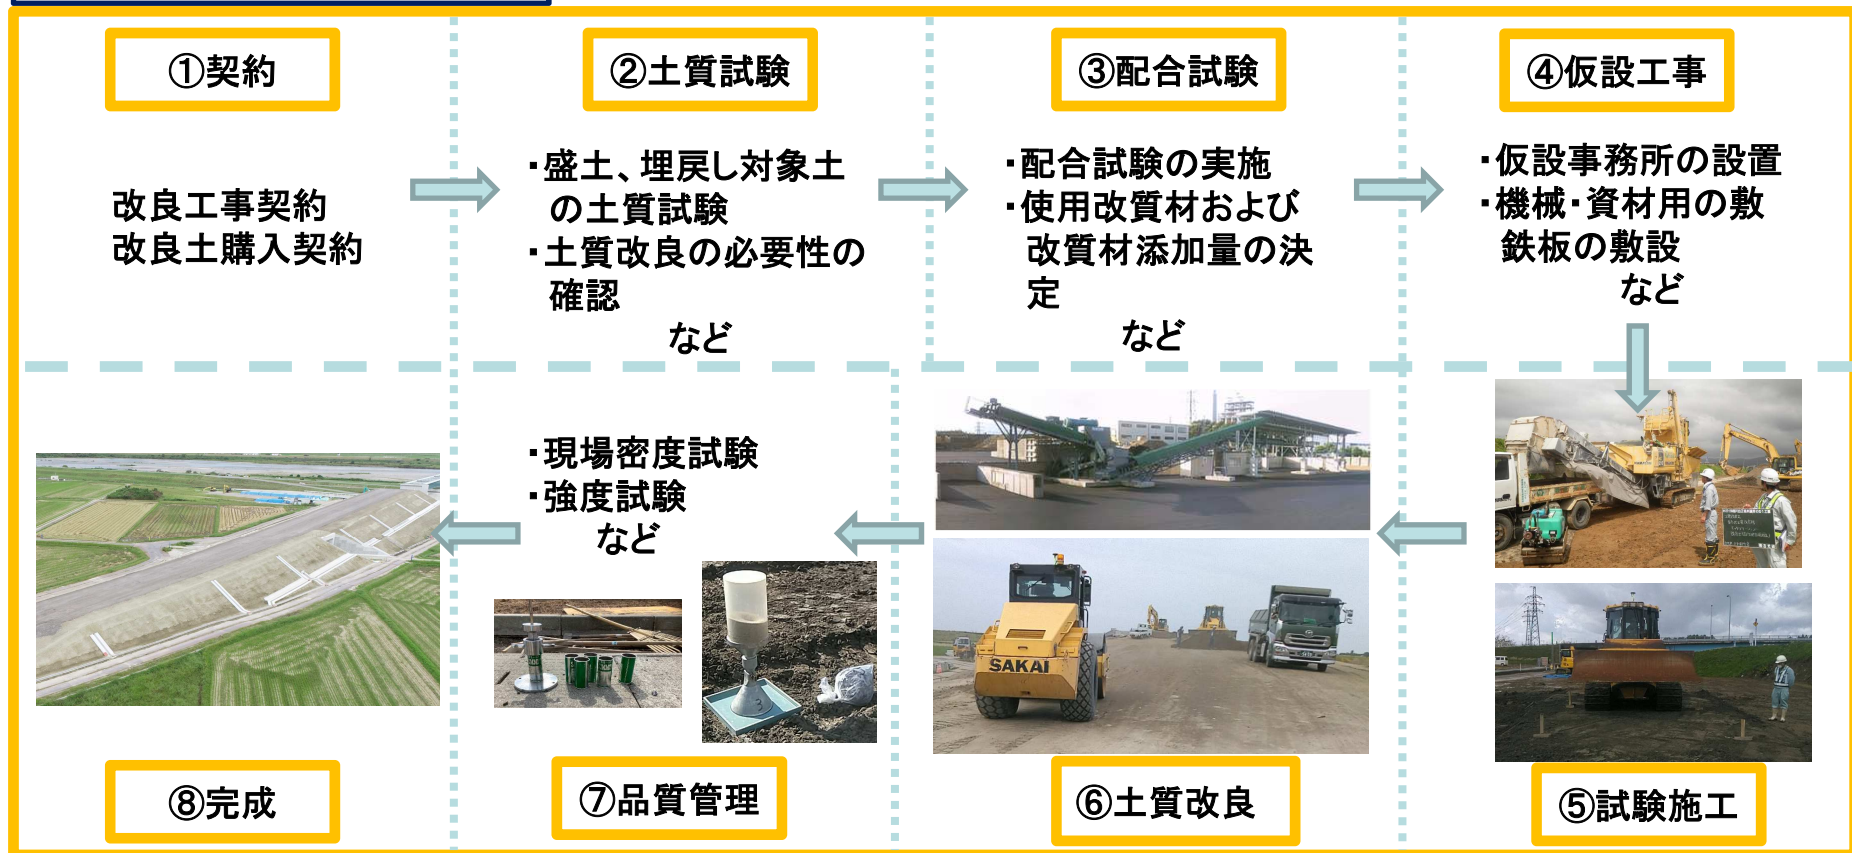 ①契約
改良工事契約
改良土購入契約
②土質試験
・盛土、埋戻し対象土
の土質試験
・土質改良の必要性の
確認
など
③配合試験
・配合試験の実施
・使用改質材および
改質材添加量の決
定
など
④仮設工事
・仮設事務所の設置
・機械・資材用の敷
鉄板の敷設
など
⑤試験施工
SAKAI
⑥土質改良
・現場密度試験
・強度試験
など
3
⑦品質管理
⑧完成